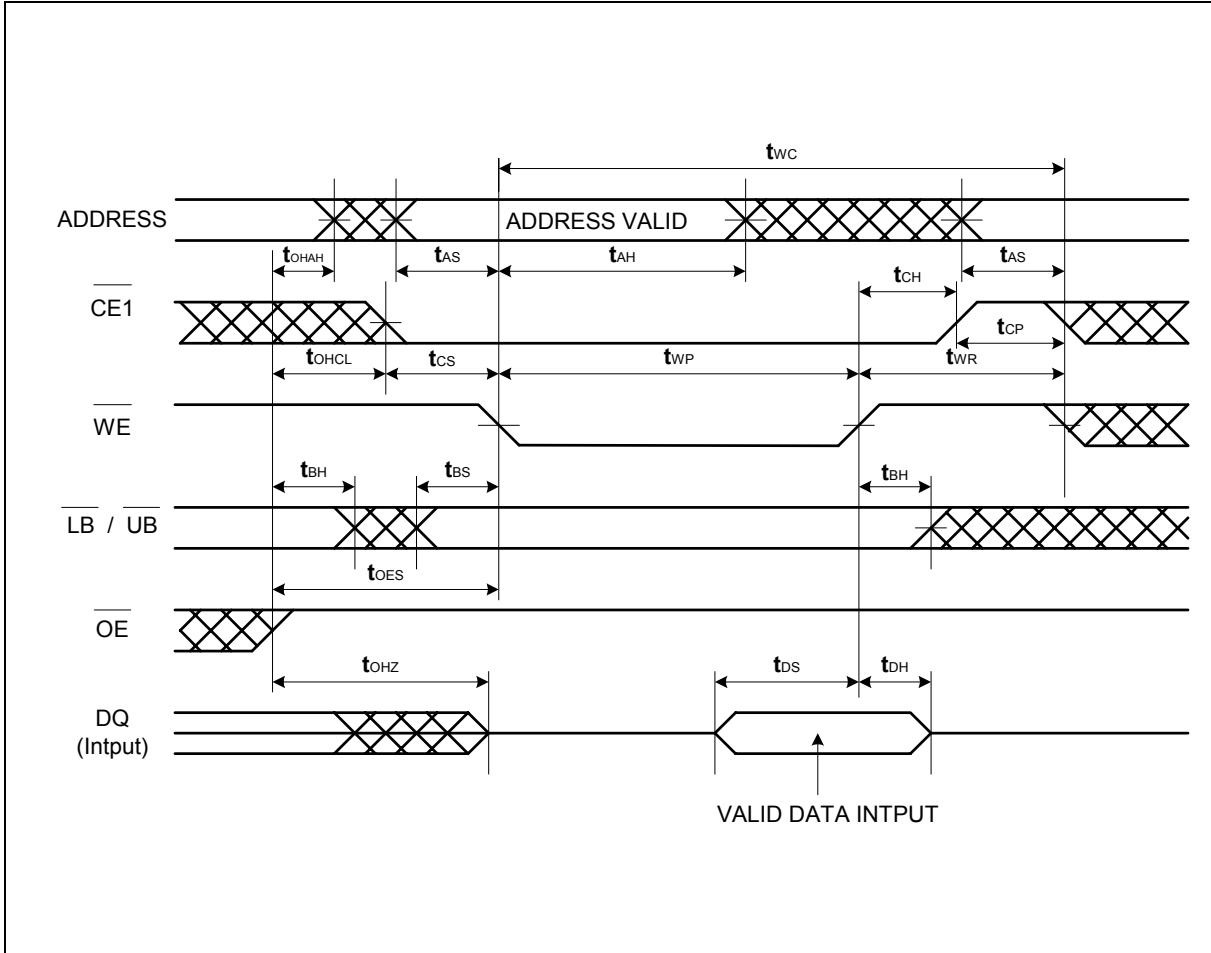 tWC
ADDRESS
ADDRESS VALID
tOHAH
tAS
tAH
tAS
CE1
tCH
tCP
tOHCL
tCS
tWP
tWR
WE
tBH
tBS
tBH
LB / UB
tOES
OE
tOHZ
tDS
tDH
DQ
(Intput)
VALID DATA INTPUT